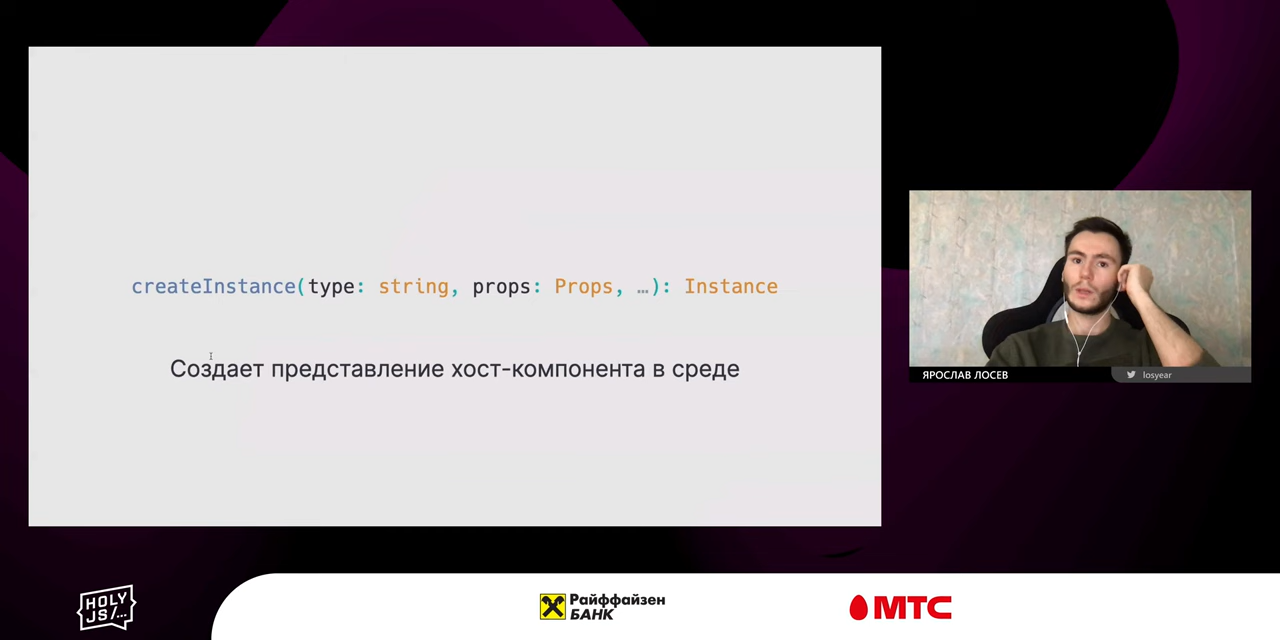 createInstance(type: string, props: Props, …): Instance
Создает представление хост-компонента в среде
ЯРОСЛАВ ЛОСЕВ
losyear
HOLY
JS/...
Райффайзен
БАНК
МТС